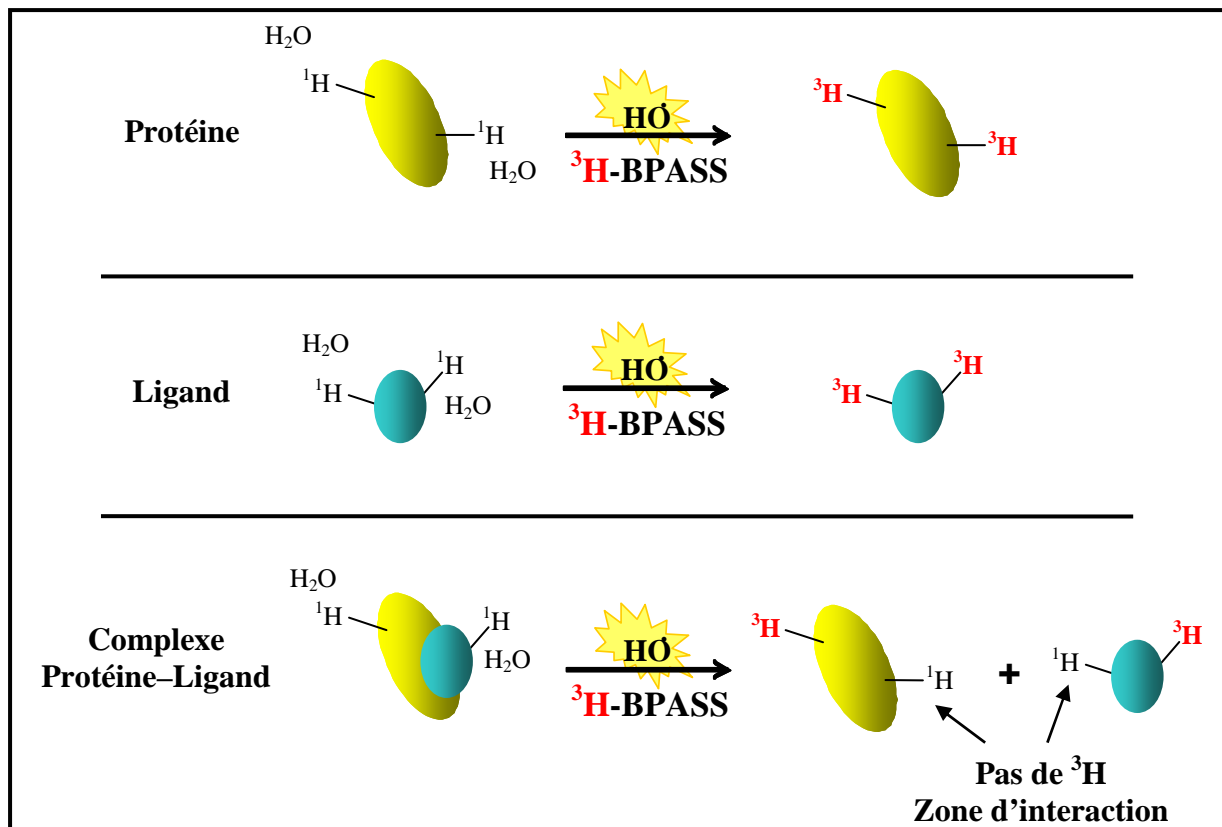 H₂O
¹H
Protéine
¹H
H₂O
HO•
³H-BPASS
³H
³H
H₂O
¹H
¹H
Ligand
H₂O
HO•
³H-BPASS
³H
³H
H₂O
¹H
¹H
H₂O
Complexe
Protéine–Ligand
HO•
³H-BPASS
³H
¹H
+
¹H
³H
Pas de ³H
Zone d’interaction